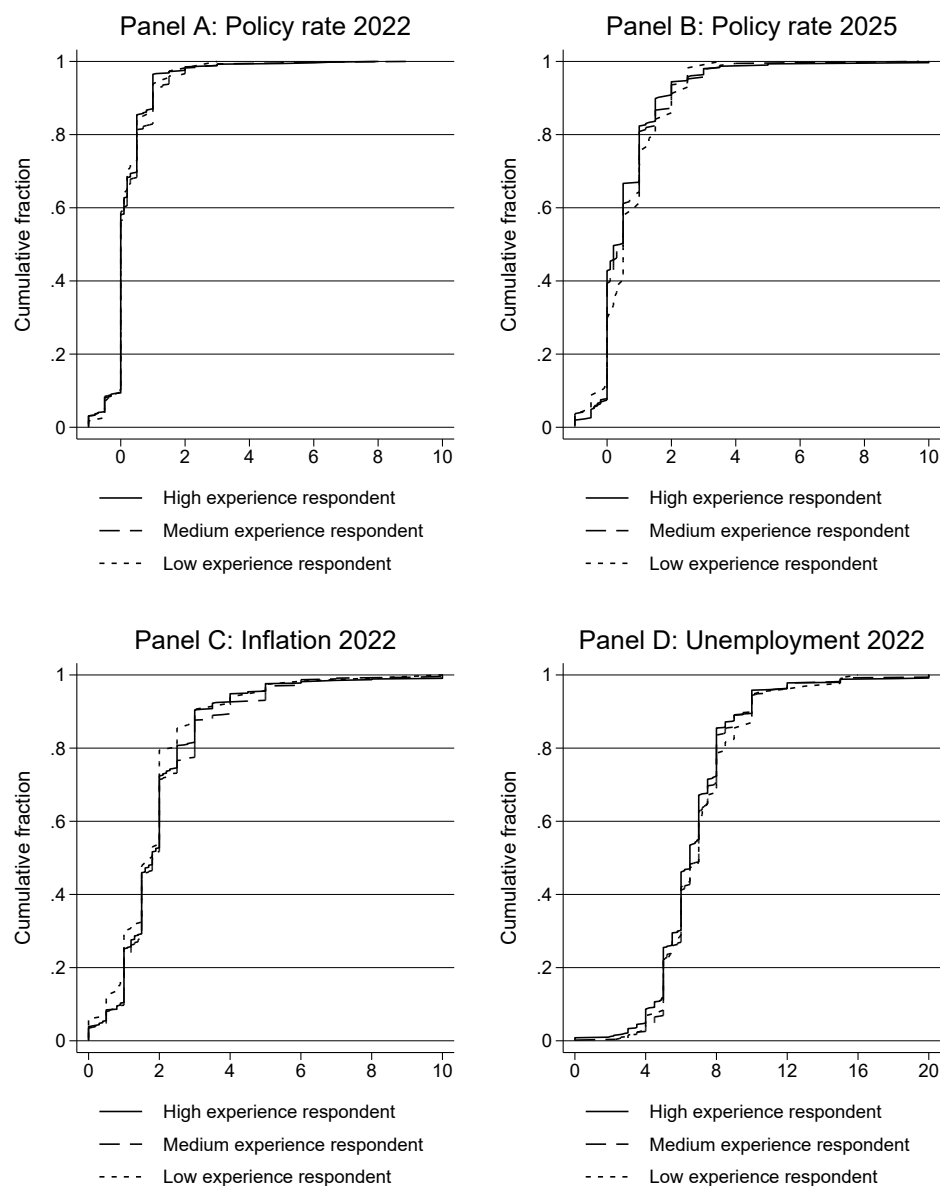 Panel A: Policy rate 2022
Cumulative fraction
1
.8
.6
.4
.2
0
0 2 4 6 8 10
High experience respondent
Medium experience respondent
Low experience respondent
Panel B: Policy rate 2025
Cumulative fraction
1
.8
.6
.4
.2
0
0 2 4 6 8 10
High experience respondent
Medium experience respondent
Low experience respondent
Panel C: Inflation 2022
Cumulative fraction
1
.8
.6
.4
.2
0
0 2 4 6 8 10
High experience respondent
Medium experience respondent
Low experience respondent
Panel D: Unemployment 2022
Cumulative fraction
1
.8
.6
.4
.2
0
0 4 8 12 16 20
High experience respondent
Medium experience respondent
Low experience respondent